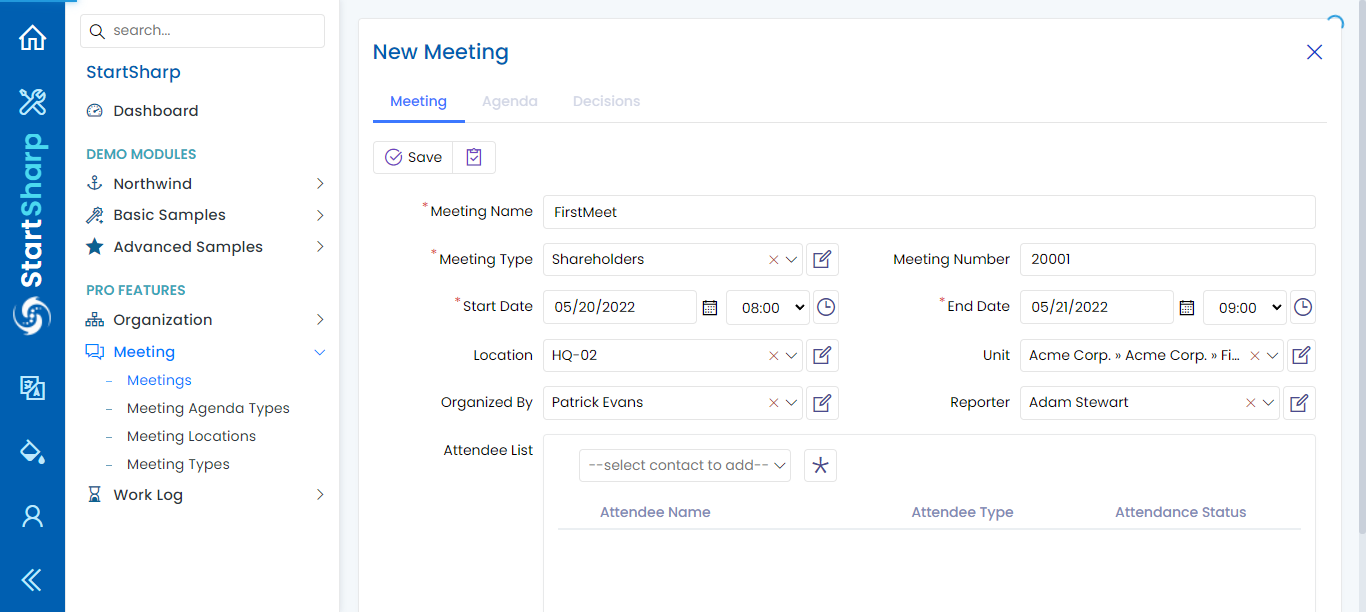 search...
StartSharp
StartSharp
Dashboard
DEMO MODULES
Northwind
Basic Samples
Advanced Samples
PRO FEATURES
Organization
Meeting
– Meetings
– Meeting Agenda Types
– Meeting Locations
– Meeting Types
Work Log
New Meeting
Meeting Agenda Decisions
Save
*Meeting Name FirstMeet
*Meeting Type Shareholders Meeting Number 20001
*Start Date 05/20/2022 08:00 *End Date 05/21/2022 09:00
Location HQ-02 Unit Acme Corp. » Acme Corp. » Fi...
Organized By Patrick Evans Reporter Adam Stewart
Attendee List
--select contact to add--
Attendee Name Attendee Type Attendance Status